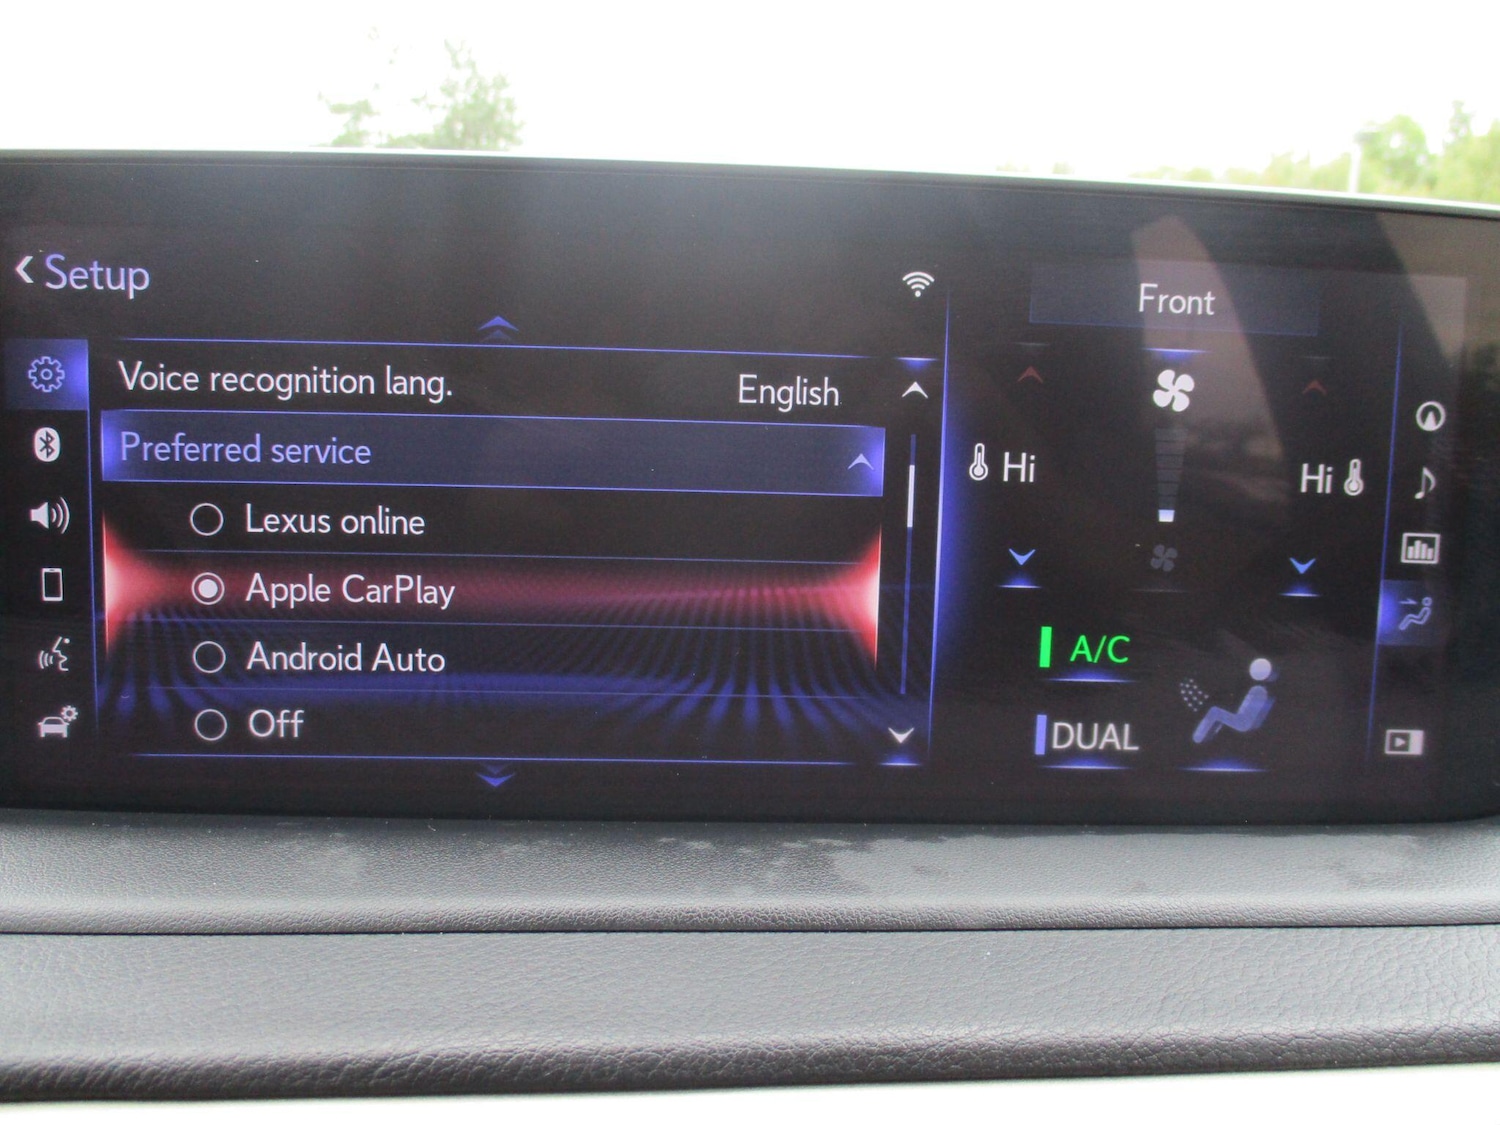 Setup
Voice recognition lang. English
Preferred service
Lexus online
Apple CarPlay
Android Auto
Off
Front
Hi Hi
A/C
DUAL